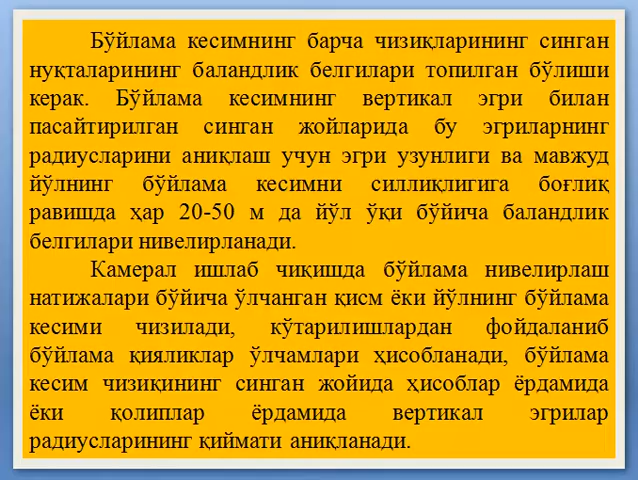 Бўйлама кесимнинг барча чизиқларининг синган
нуқталарининг баландлик белгилари топилган бўлиши
керак. Бўйлама кесимнинг вертикал эгри билан
пасайтирилган синган жойларида бу эгриларнинг
радиусларини аниқлаш учун эгри узунлиги ва мавжуд
йўлнинг бўйлама кесимни силлиқлигига боғлиқ
равишда ҳар 20-50 м да йўл ўқи бўйича баландлик
белгилари нивелирланади.
Камерал ишлаб чиқишда бўйлама нивелирлаш
натижалари бўйича ўлчанган қисм ёки йўлнинг бўйлама
кесими чизилади, кўтарилишлардан фойдаланиб
бўйлама қияликлар ўлчамлари ҳисобланади, бўйлама
кесим чизиқининг синган жойида ҳисоблар ёрдамида
ёки қолиплар ёрдамида вертикал эгрилар
радиусларининг қиймати аниқланади.